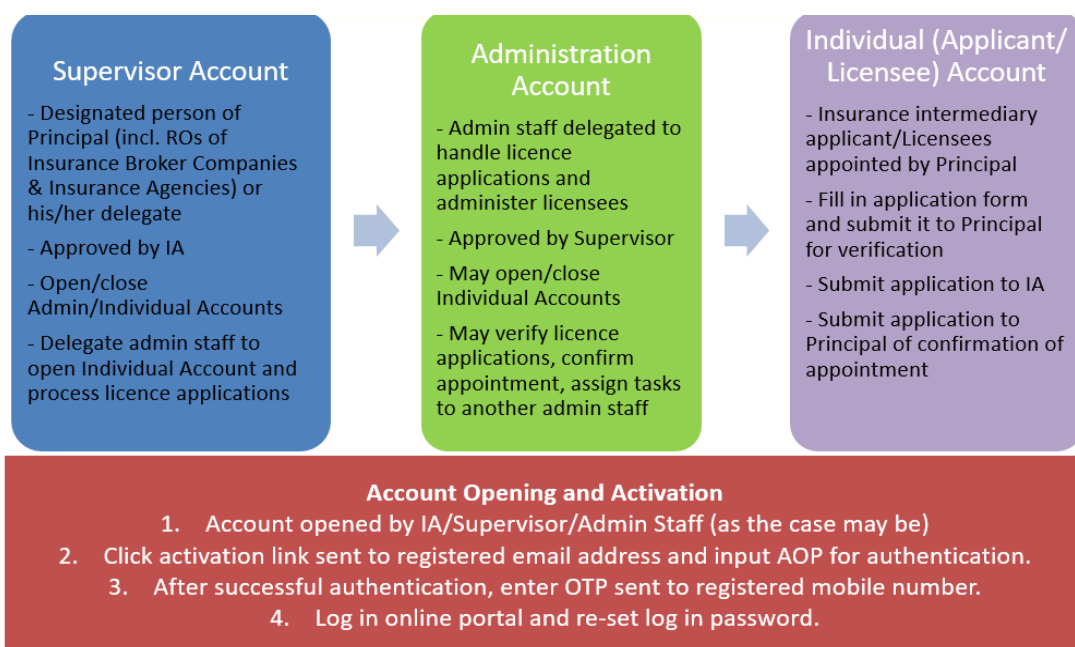 Supervisor Account
- Designated person of
Principal (incl. ROs of
Insurance Broker Companies
& Insurance Agencies) or
his/her delegate
- Approved by IA
- Open/close
Admin/Individual Accounts
- Delegate admin staff to
open Individual Account and
process licence applications
Administration
Account
- Admin staff delegated to
handle licence
applications and
administer licensees
- Approved by Supervisor
- May open/close
Individual Accounts
- May verify licence
applications, confirm
appointment, assign tasks
to another admin staff
Individual (Applicant/
Licensee) Account
- Insurance intermediary
applicant/Licensees
appointed by Principal
- Fill in application form
and submit it to Principal
for verification
- Submit application to IA
- Submit application to
Principal of confirmation of
appointment
Account Opening and Activation
1. Account opened by IA/Supervisor/Admin Staff (as the case may be)
2. Click activation link sent to registered email address and input AOP for authentication.
3. After successful authentication, enter OTP sent to registered mobile number.
4. Log in online portal and re-set log in password.